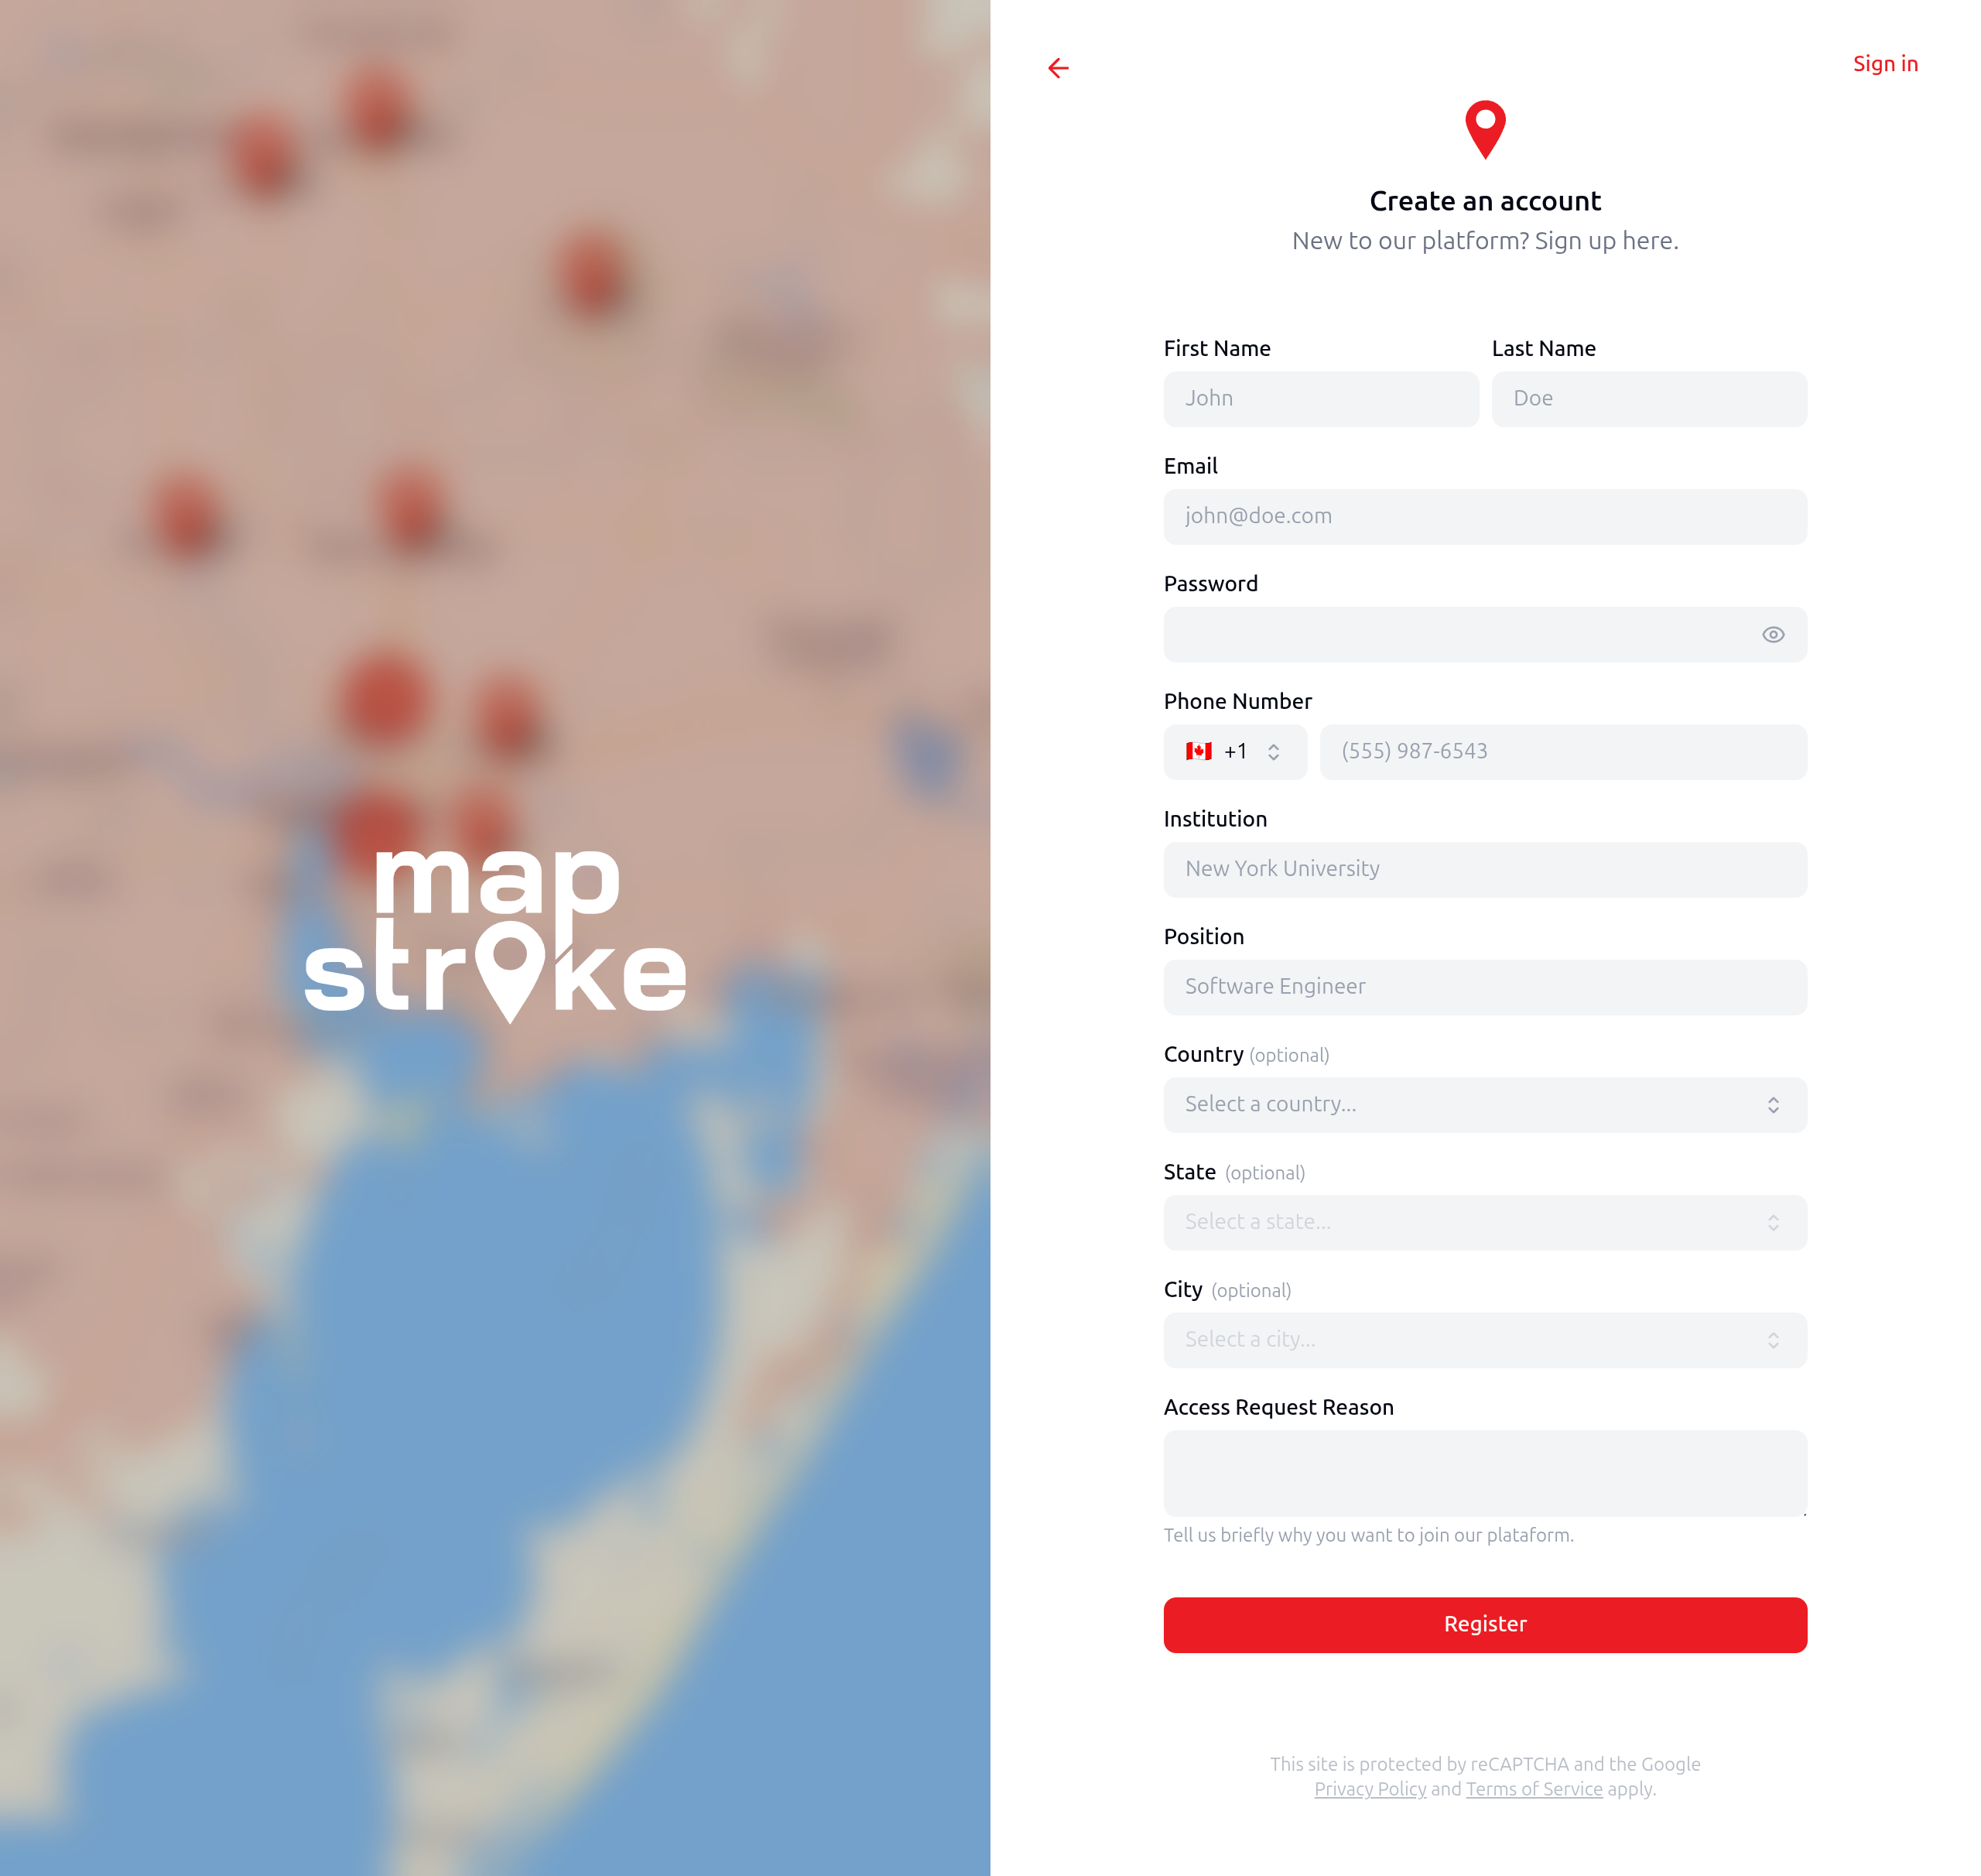 map
stroke
Sign in
Create an account
New to our platform? Sign up here.
First Name
Last Name
John
Doe
Email
john@doe.com
Password
Phone Number
🇨🇦 +1
(555) 987-6543
Institution
New York University
Position
Software Engineer
Country (optional)
Select a country...
State (optional)
Select a state...
City (optional)
Select a city...
Access Request Reason
Tell us briefly why you want to join our plataform.
Register
This site is protected by reCAPTCHA and the Google
Privacy Policy and Terms of Service apply.